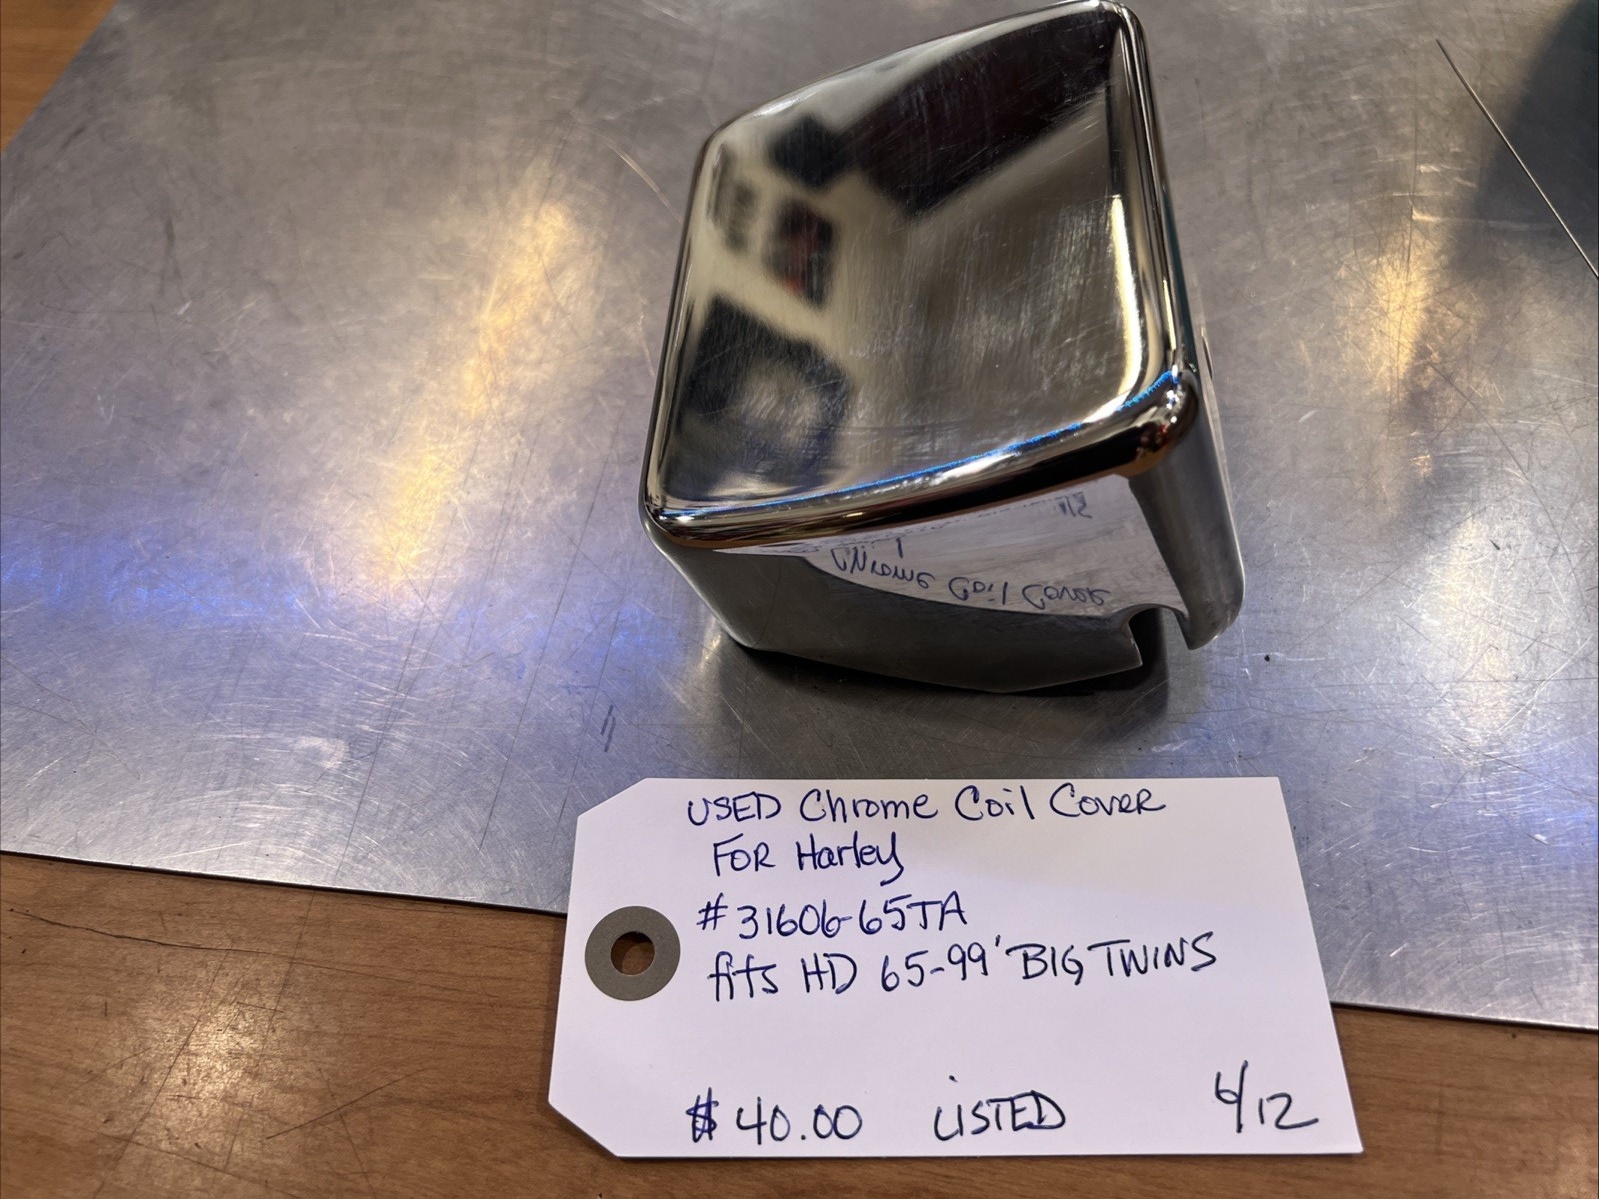 USED Chrome Coil Cover
FOR Harley
#31606-65TA
fits HD 65-99' BIG TWINS
$40.00 LISTED 6/12